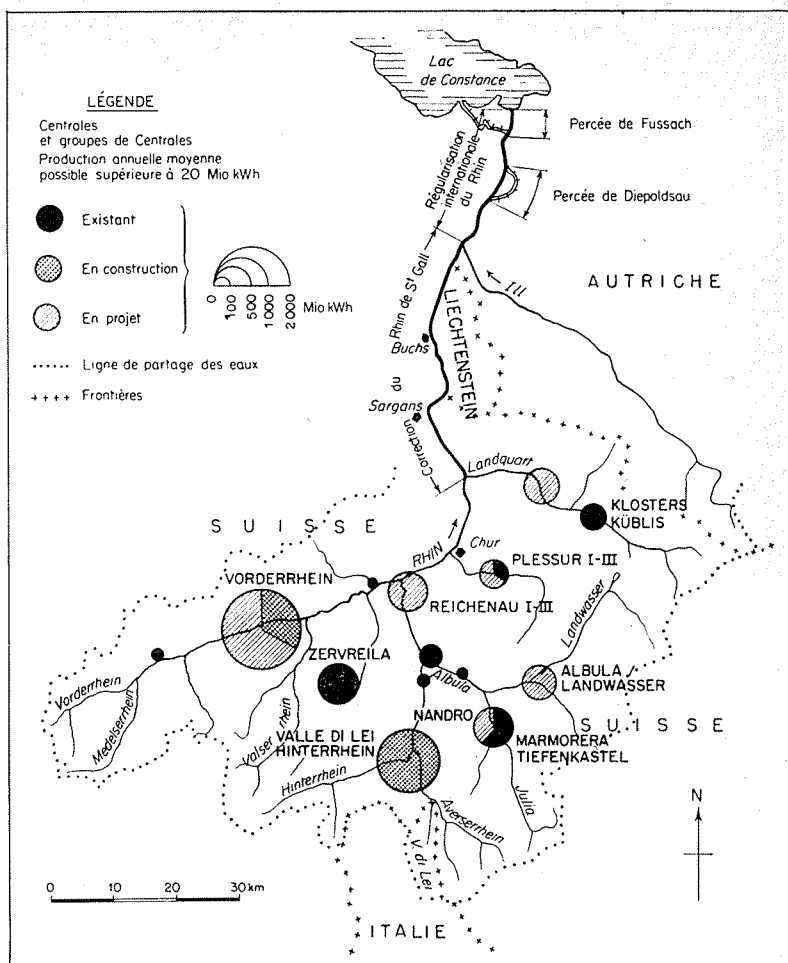 Lac
de Constance
LÉGENDE
Centrales
et groupes de Centrales
Production annuelle moyenne
possible supérieure à 20 Mio kWh
Existant
En construction
En projet
0 100 500 1000 2000
Mio kWh
Ligne de partage des eaux
Frontières
Régularisation
internationale
du Rhin
Percée de Fussach
Percée de Diepoldsau
AUTRICHE
Ill
Rhin de St Gall
LIECHTENSTEIN
Buchs
du
Sargans
Correction
Landquart
KLOSTERS
KÜBLIS
SUISSE
RHIN
Chur
PLESSUR I-III
VORDERRHEIN
REICHENAU I-III
Landwasser
ZERVREILA
Albula
ALBULA/
LANDWASSER
Vorderrhein
Medelserrhein
Valserrhein
VALLE DI LEI
HINTERRHEIN
NANDRO
SUISSE
MARMORERA
TIEFENKASTEL
Hinterrhein
Julia
Averserrhein
V. di Lei
N
0 10 20 30 km
ITALIE